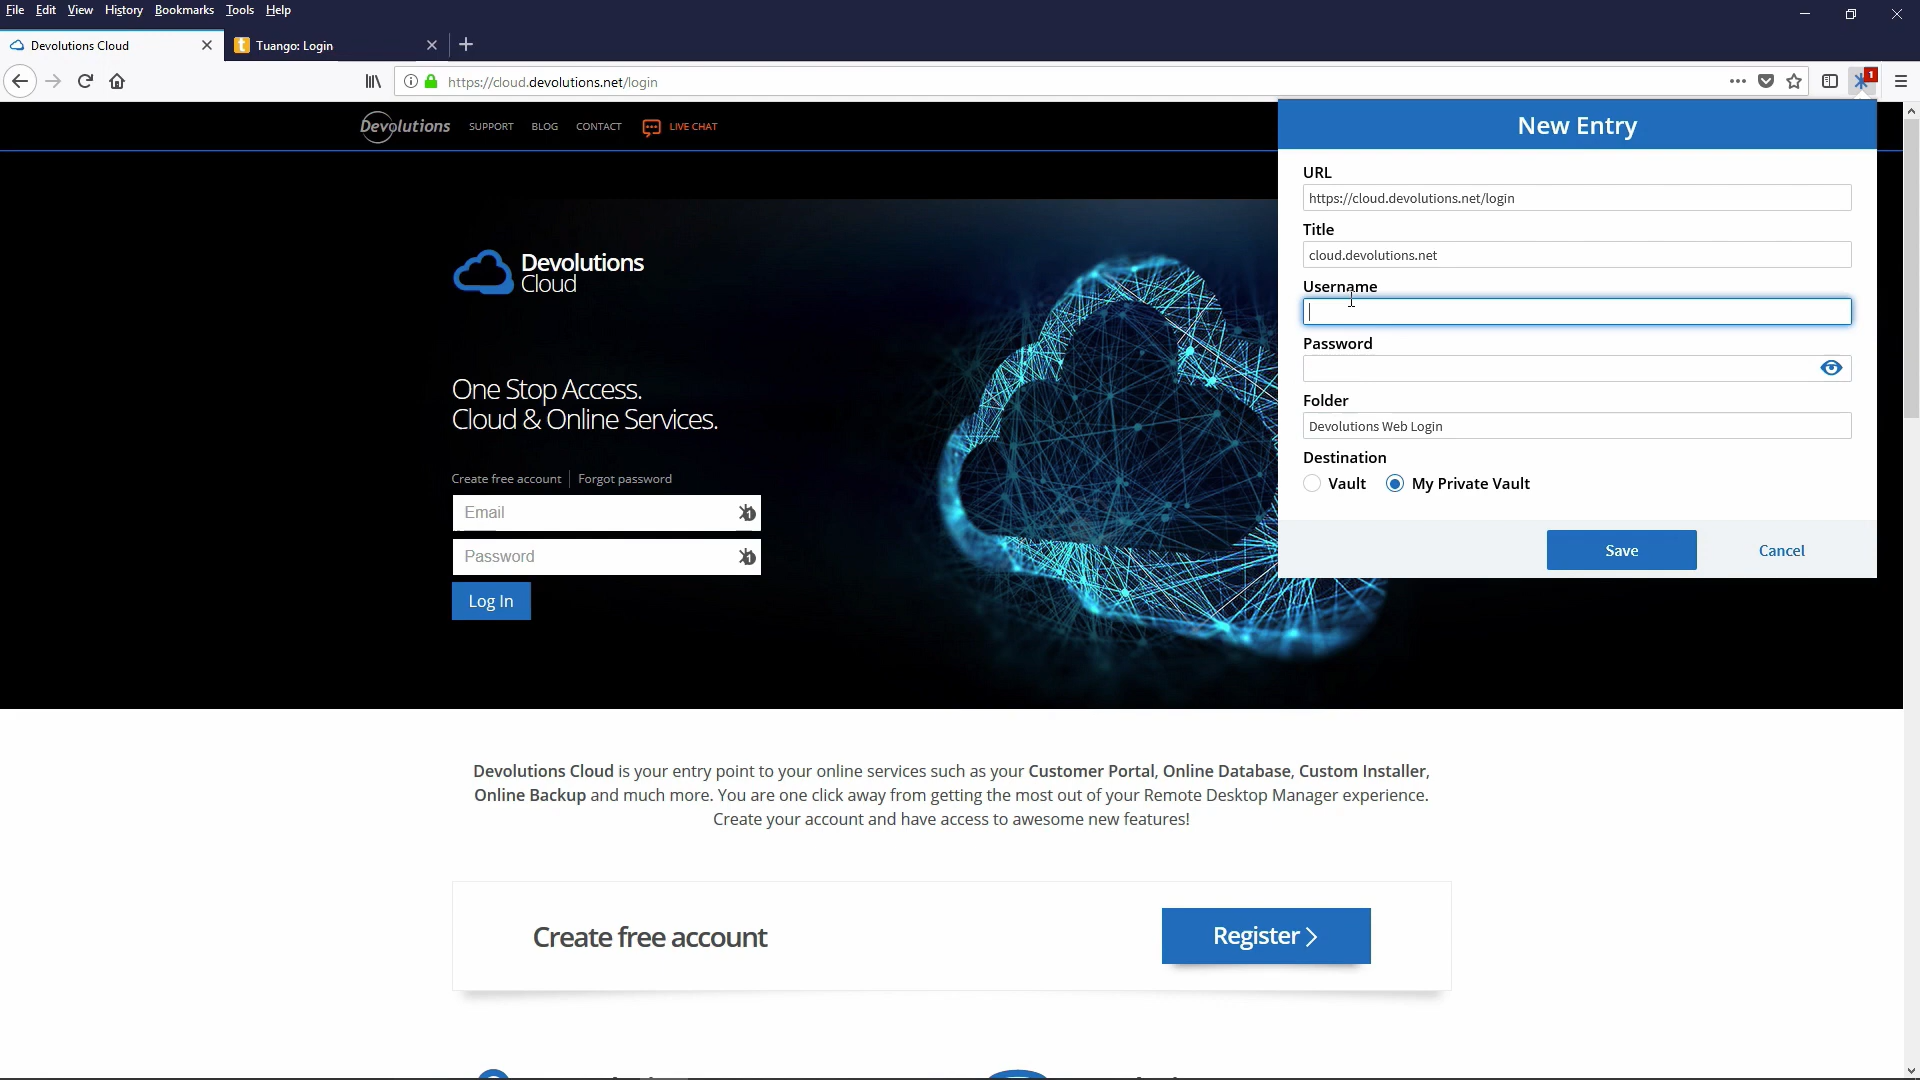 File Edit View History Bookmarks Tools Help
Devolutions Cloud
Tuango: Login
https://cloud.devolutions.net/login
1
Devolutions SUPPORT BLOG CONTACT LIVE CHAT
New Entry
URL
https://cloud.devolutions.net/login
Title
cloud.devolutions.net
Username
Password
Folder
Devolutions Web Login
Destination
Vault My Private Vault
Save Cancel
Devolutions
Cloud
One Stop Access.
Cloud & Online Services.
Create free account Forgot password
Email 1
Password 1
Log In
Devolutions Cloud is your entry point to your online services such as your Customer Portal, Online Database, Custom Installer,
Online Backup and much more. You are one click away from getting the most out of your Remote Desktop Manager experience.
Create your account and have access to awesome new features!
Create free account
Register